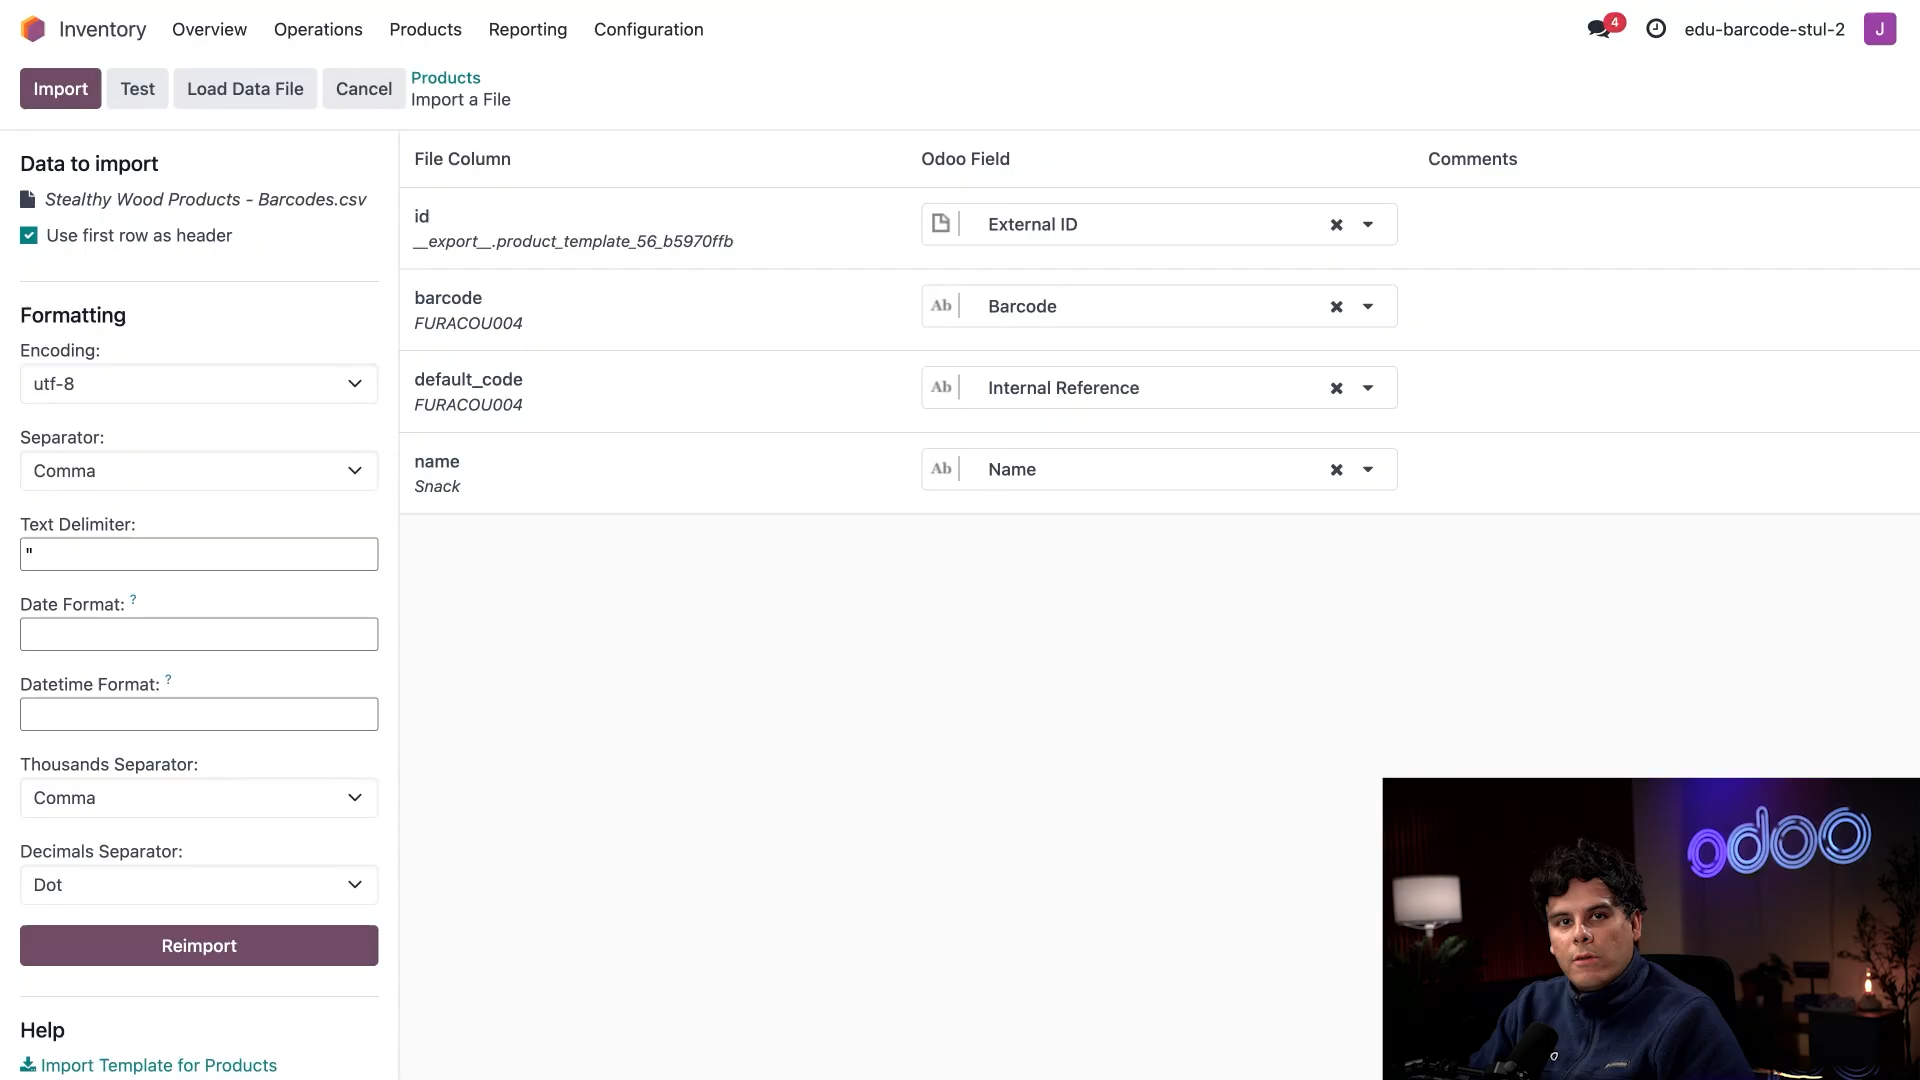 Inventory
Overview
Operations
Products
Reporting
Configuration
4
edu-barcode-stul-2
J
Import
Test
Load Data File
Cancel
Products
Import a File
Data to import
Stealthy Wood Products - Barcodes.csv
Use first row as header
Formatting
Encoding:
utf-8
Separator:
Comma
Text Delimiter:
"
Date Format: ?
Datetime Format: ?
Thousands Separator:
Comma
Decimals Separator:
Dot
Reimport
Help
Import Template for Products
File Column
Odoo Field
Comments
id
__export__.product_template_56_b5970ffb
External ID
barcode
FURACOU004
Ab
Barcode
default_code
FURACOU004
Ab
Internal Reference
name
Snack
Ab
Name
odoo